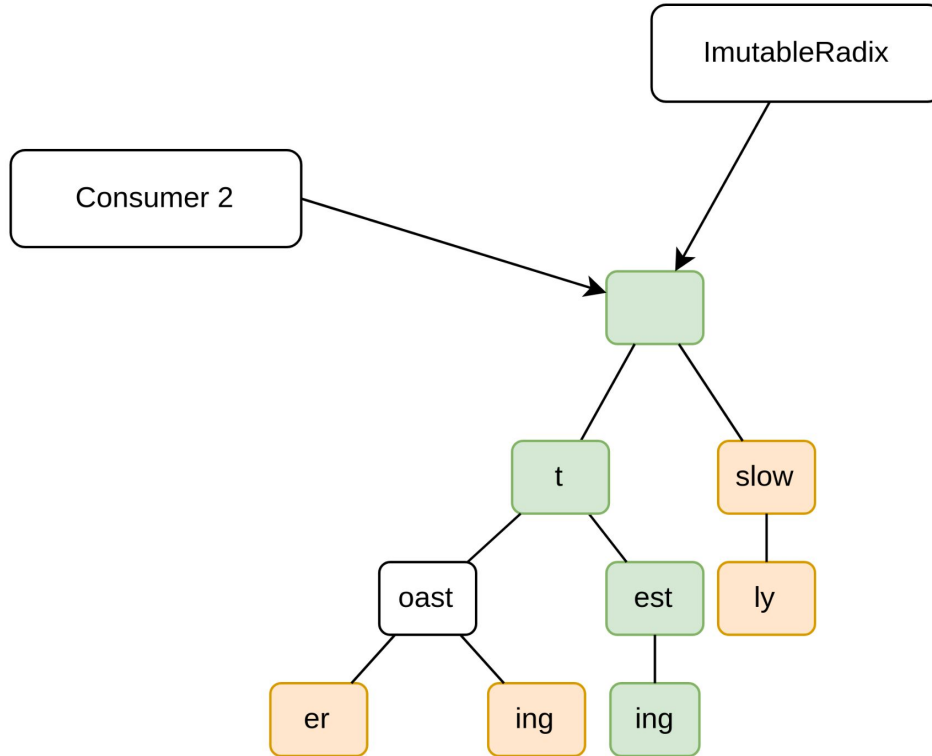 ImutableRadix
Consumer 2
t
slow
oast
est
ly
er
ing
ing